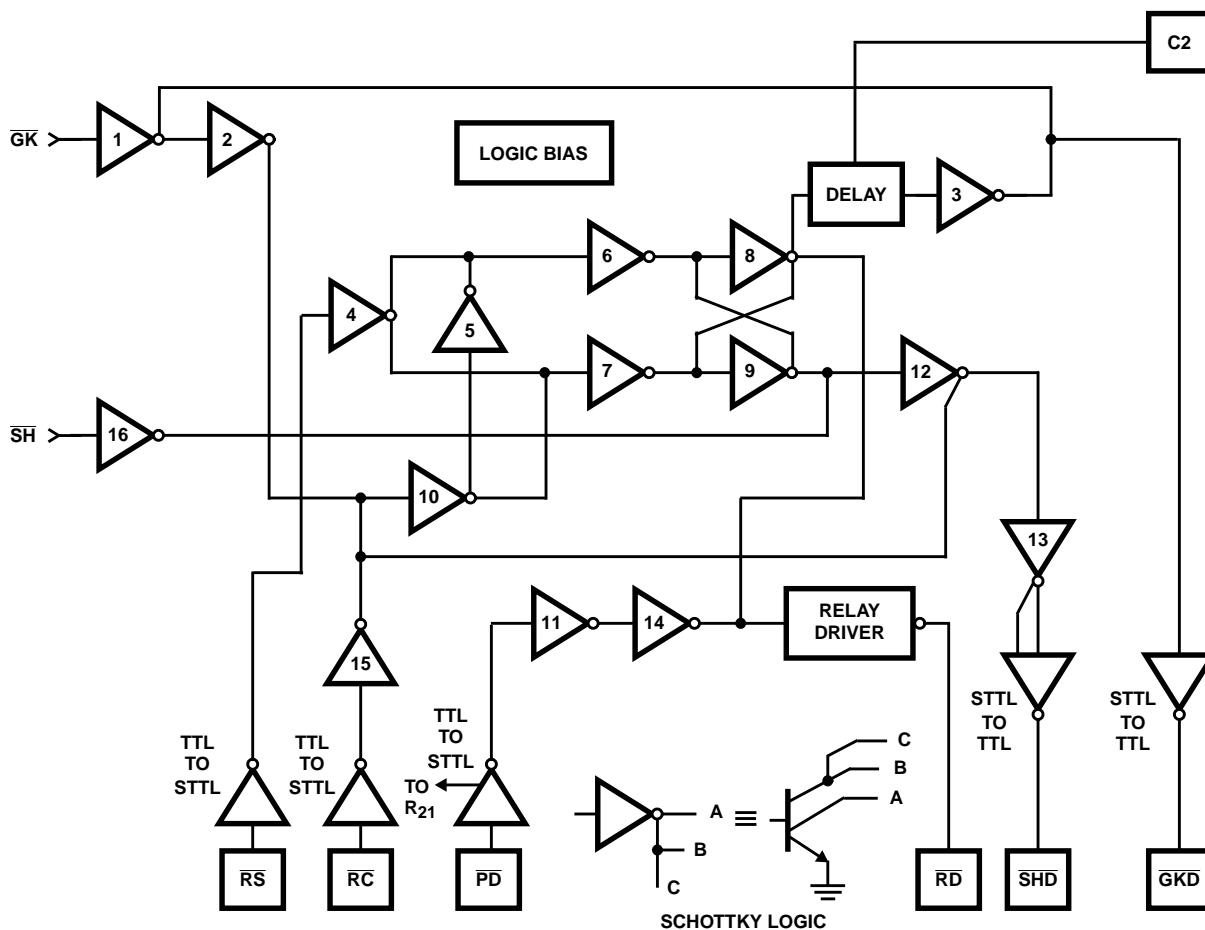 C2
GK
1
2
LOGIC BIAS
DELAY
3
6
8
4
5
7
9
12
SH
16
10
13
11
14
RELAY
DRIVER
15
TTL
TO
STTL
TTL
TO
STTL
TTL
TO
STTL
TO
R21
STTL
TO
TTL
STTL
TO
TTL
C
B
A
A
B
C
RS
RC
PD
RD
SHD
GKD
SCHOTTKY LOGIC